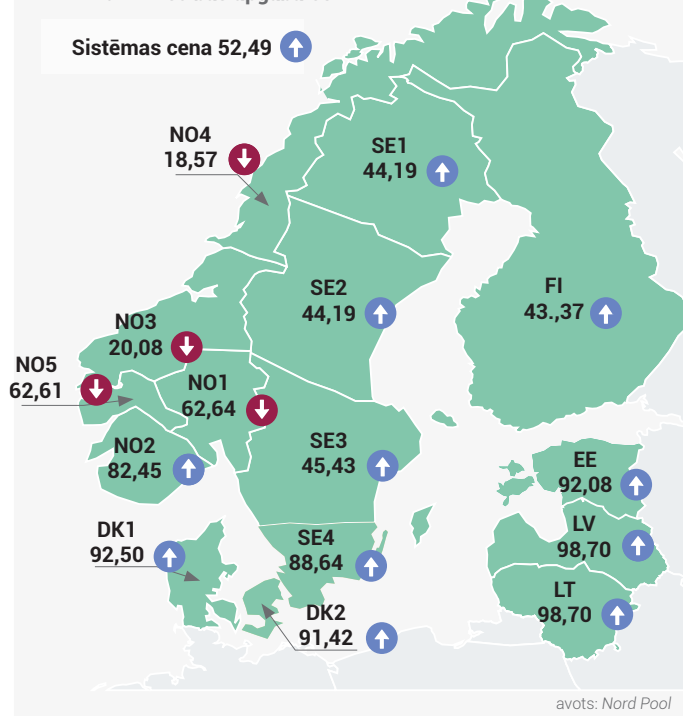 Sistēmas cena 52,49
NO4
18,57
SE1
44,19
SE2
44,19
FI
43.,37
NO3
20,08
NO5
62,61
NO1
62,64
NO2
82,45
SE3
45,43
EE
92,08
DK1
92,50
SE4
88,64
LV
98,70
LT
98,70
DK2
91,42
avots: Nord Pool